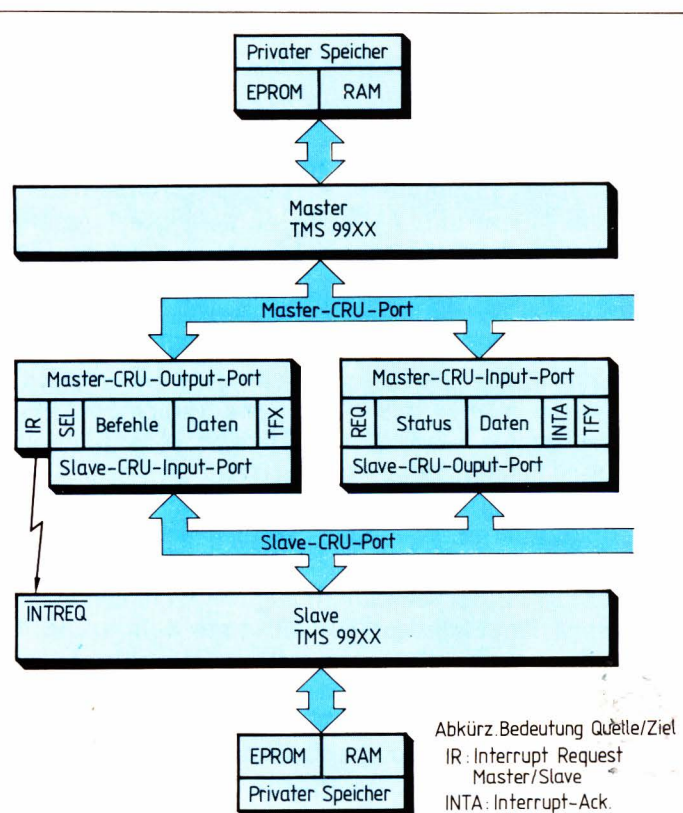 Privater Speicher
EPROM RAM
Master
TMS 99XX
Master-CRU-Port
Master-CRU-Output-Port
IR SEL Befehle Daten TFX
Slave-CRU-Input-Port
Master-CRU-Input-Port
REQ Status Daten INTA TFY
Slave-CRU-Ouput-Port
Slave-CRU-Port
INTREQ
Slave
TMS 99XX
EPROM RAM
Privater Speicher
Abkürz. Bedeutung Quelle/Ziel
IR: Interrupt Request
Master/Slave
INTA: Interrupt-Ack.